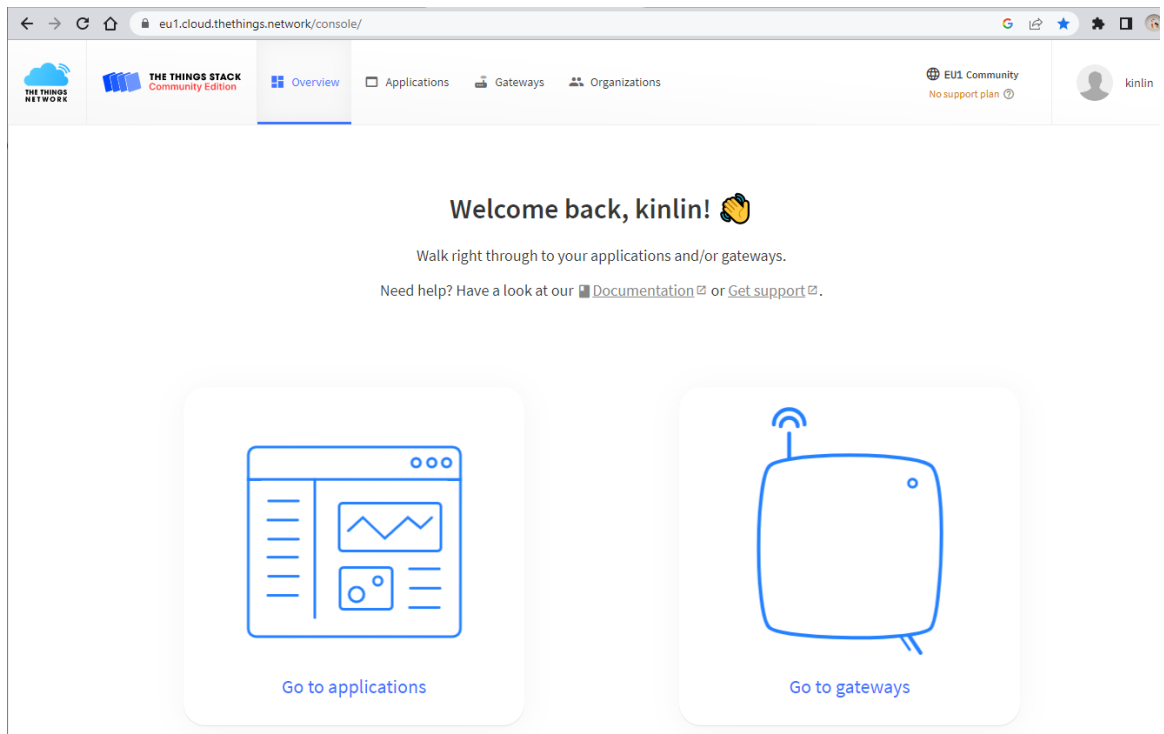 eu1.cloud.thethings.network/console/
THE THINGS
NETWORK
THE THINGS STACK
Community Edition
Overview
Applications
Gateways
Organizations
EU1 Community
No support plan
kinlin
Welcome back, kinlin! 👋
Walk right through to your applications and/or gateways.
Need help? Have a look at our Documentation or Get support.
Go to applications
Go to gateways